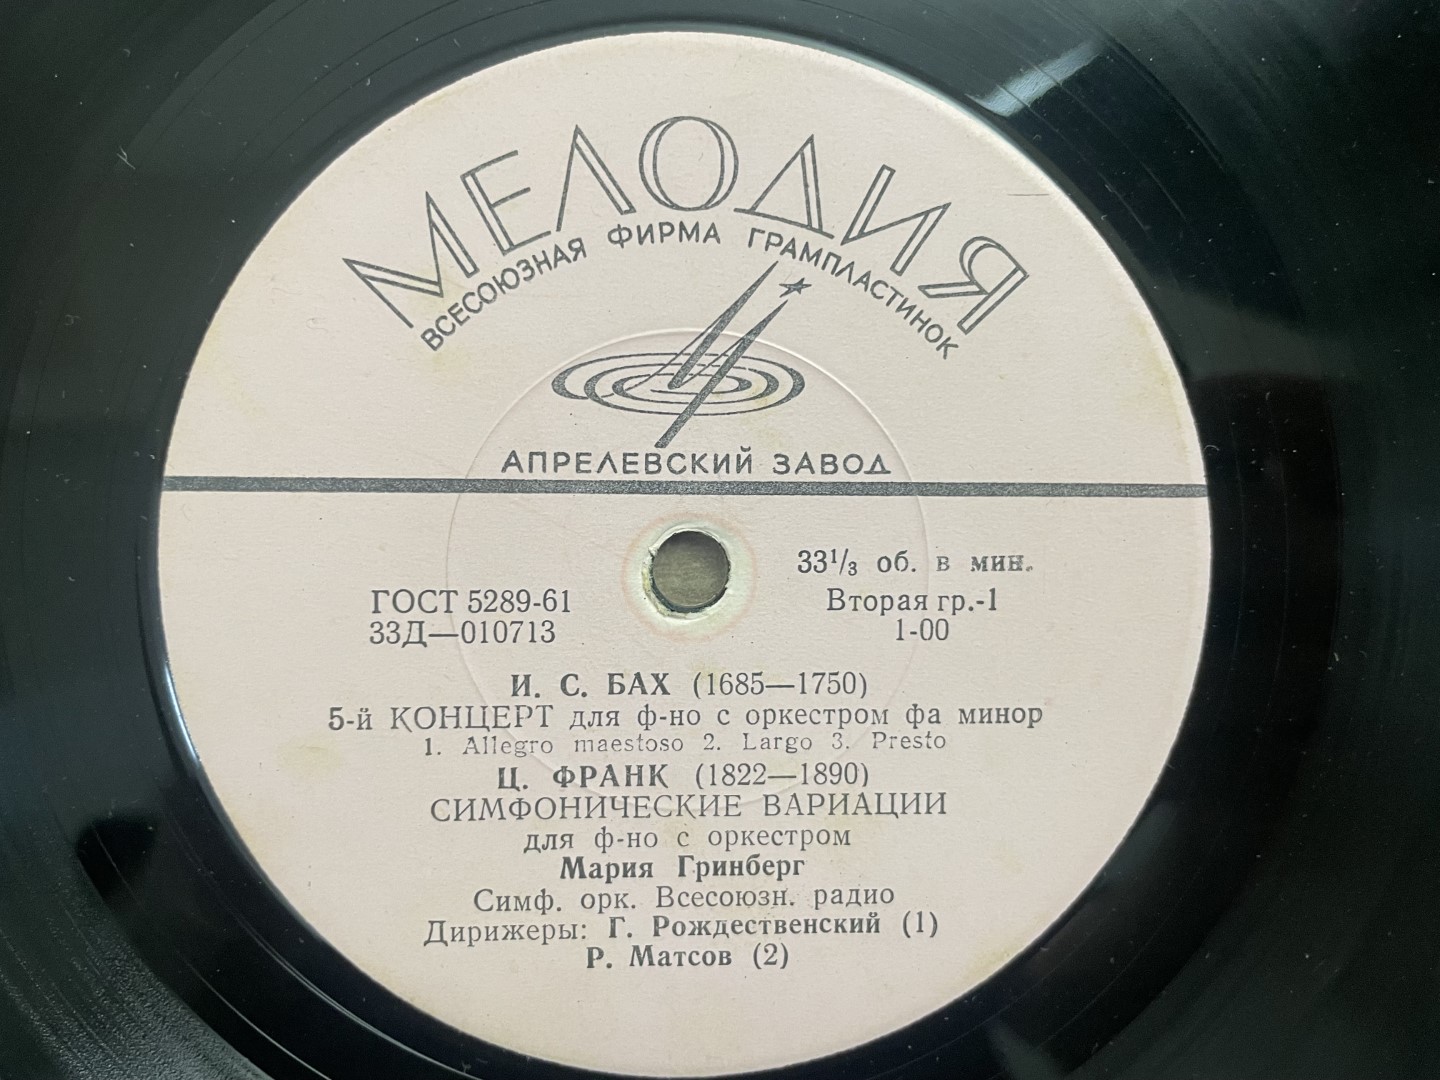 МЕЛОДИЯ
ВСЕСОЮЗНАЯ ФИРМА ГРАМПЛАСТИНОК
АПРЕЛЕВСКИЙ ЗАВОД
33⅓ об. в мин.
ГОСТ 5289-61
Вторая гр.-1
33Д—010713
1-00
И. С. БАХ (1685—1750)
5-й КОНЦЕРТ для ф-но с оркестром фа минор
1. Allegro maestoso 2. Largo 3. Presto
Ц. ФРАНК (1822—1890)
СИМФОНИЧЕСКИЕ ВАРИАЦИИ
для ф-но с оркестром
Мария Гринберг
Симф. орк. Всесоюзн. радио
Дирижеры: Г. Рождественский (1)
Р. Матсов (2)